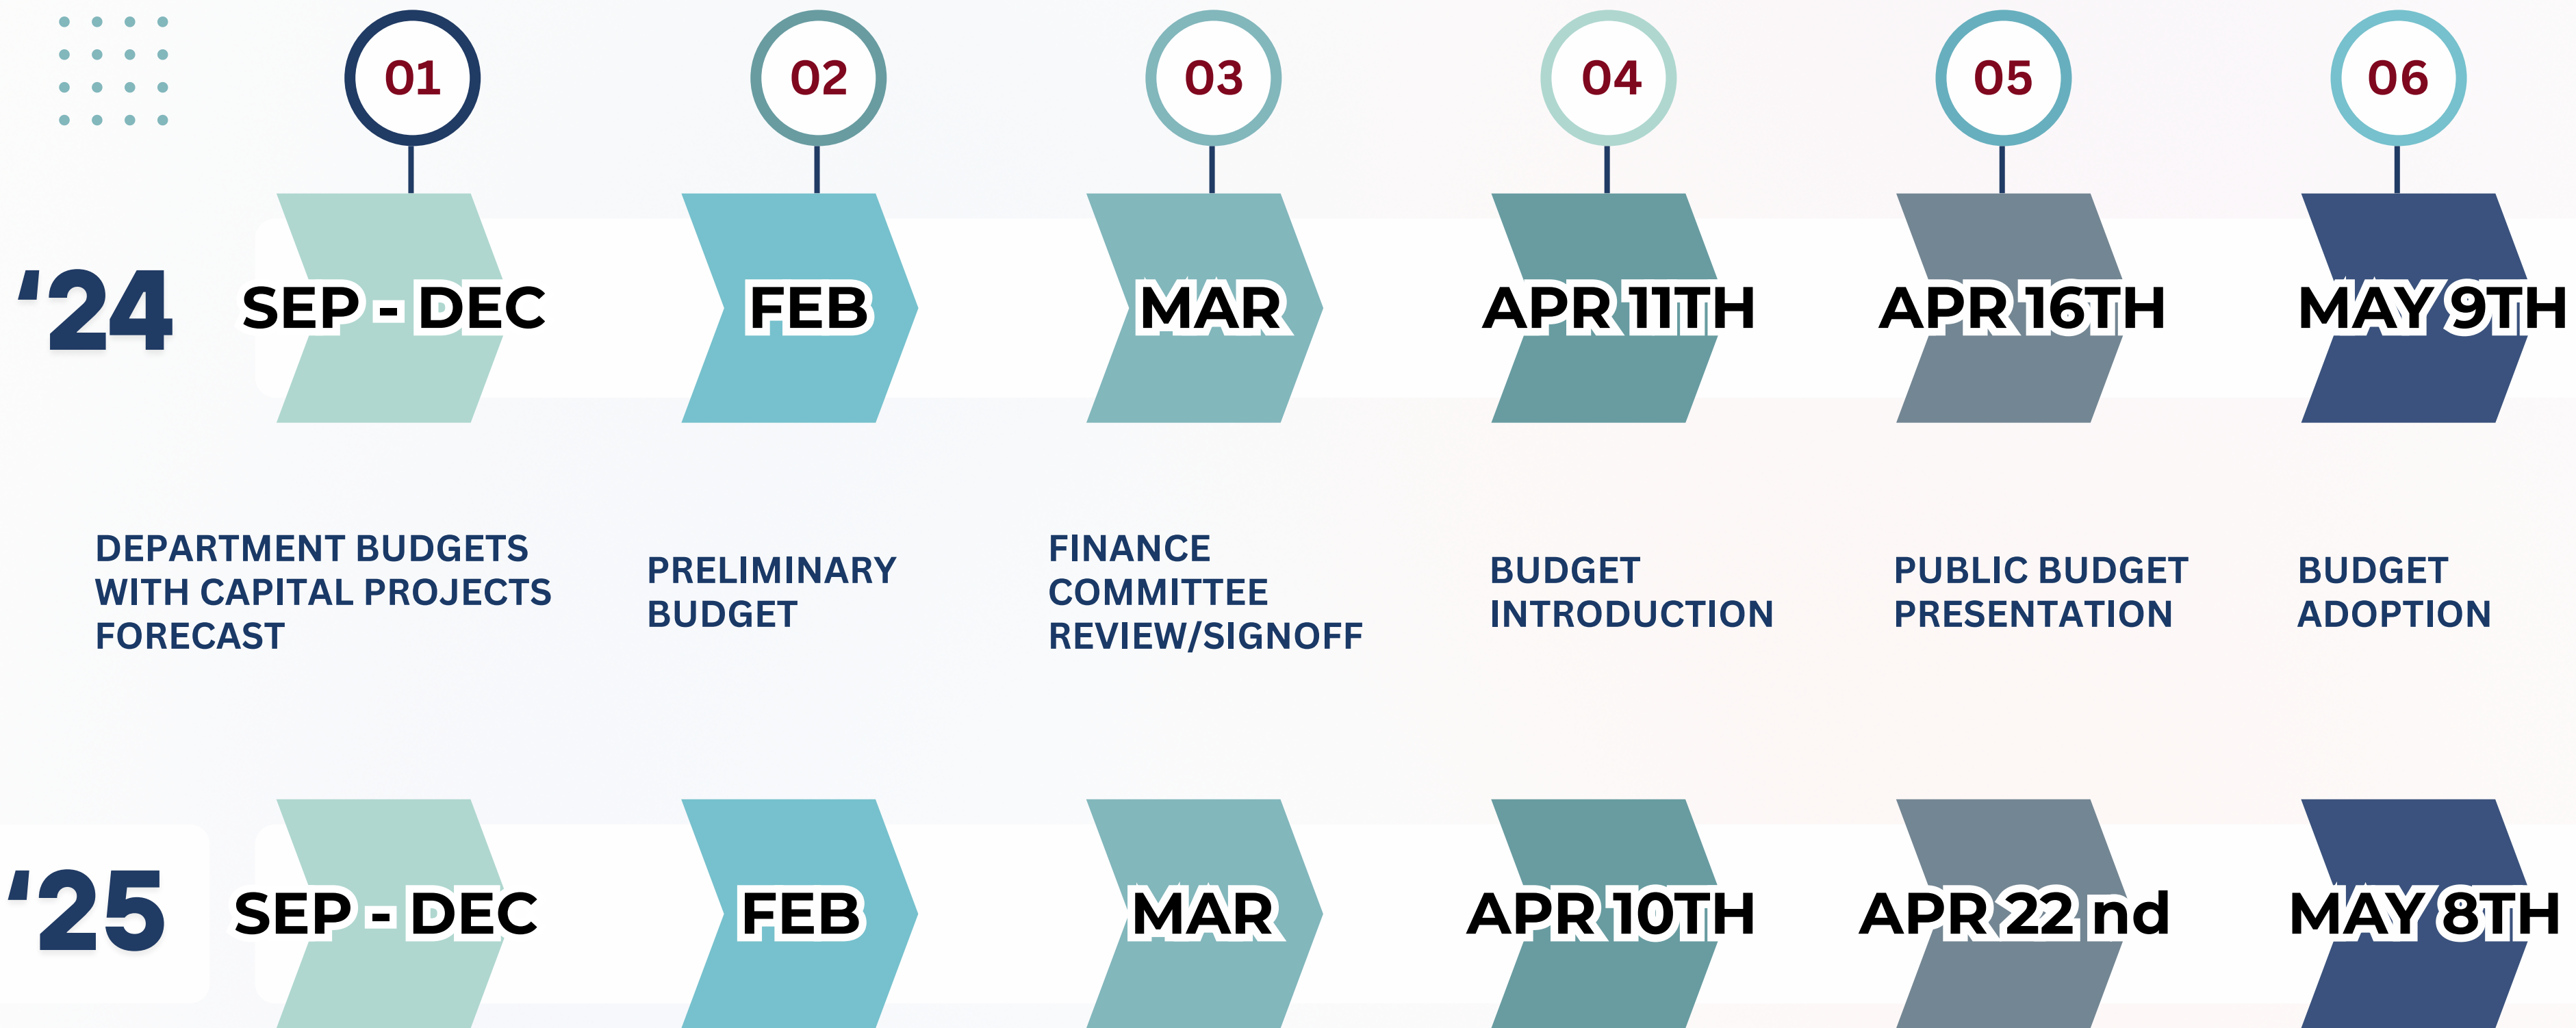 01
02
03
04
05
06
‘24
SEP - DEC
FEB
MAR
APR 11TH
APR 16TH
MAY 9TH
DEPARTMENT BUDGETS
WITH CAPITAL PROJECTS
FORECAST
PRELIMINARY
BUDGET
FINANCE
COMMITTEE
REVIEW/SIGNOFF
BUDGET
INTRODUCTION
PUBLIC BUDGET
PRESENTATION
BUDGET
ADOPTION
‘25
SEP - DEC
FEB
MAR
APR 10TH
APR 22 nd
MAY 8TH